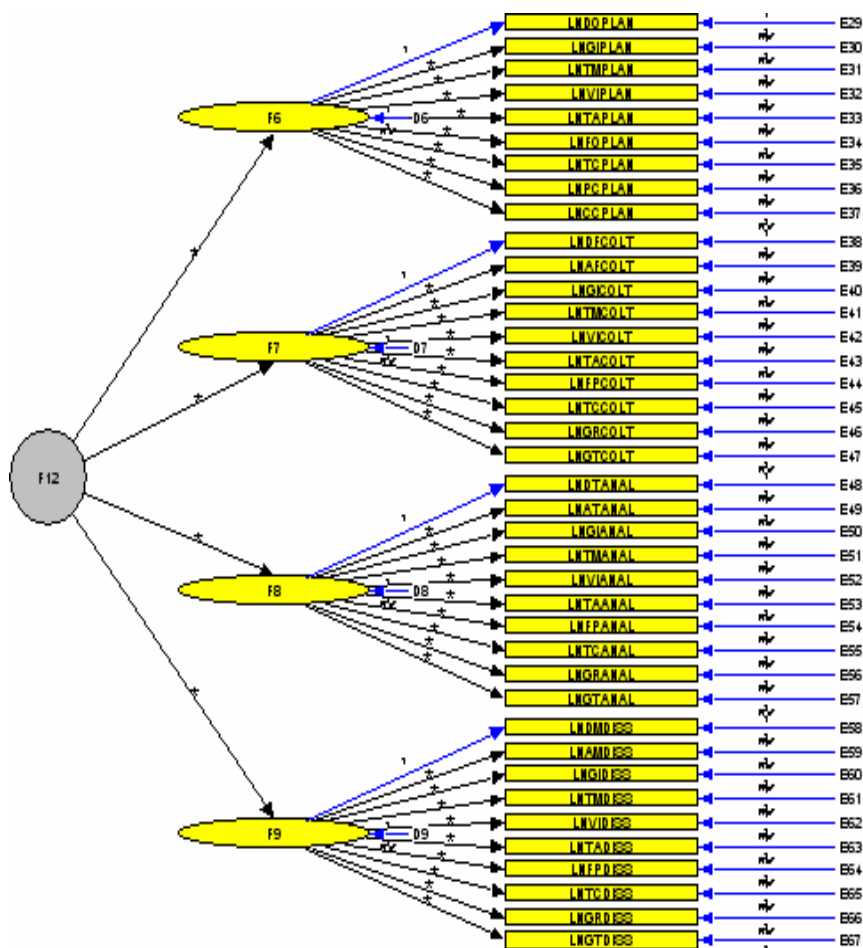 LNDOPLAN E29
LNGIPLAN E30
LNTMPLAN E31
LNVIPLAN E32
F6 D6 LNTAPLAN E33
LNFOPLAN E34
LNTCPLAN E35
LNPCPLAN E36
LNCCPLAN E37
LNDFCOLT E38
LNAFCOLT E39
LNGICOLT E40
LNTMCOLT E41
LNVICOLT E42
F7 D7
LNTACOLT E43
LNFPCOLT E44
LNTCCOLT E45
LNGRCOLT E46
LNGTCOLT E47
F12
LNDTANAL E48
LNATANAL E49
LNGIANAL E50
LNTMANAL E51
LNVIANAL E52
F8 D8
LNTAANAL E53
LNFPANAL E54
LNTCANAL E55
LNGRANAL E56
LNGTANAL E57
LNDMDISS E58
LNAMDISS E59
LNGIDISS E60
LNTMDISS E61
LNVIDISS E62
F9 D9
LNTADISS E63
LNFPDISS E64
LNTCDISS E65
LNGRDISS E66
LNGTDISS E67